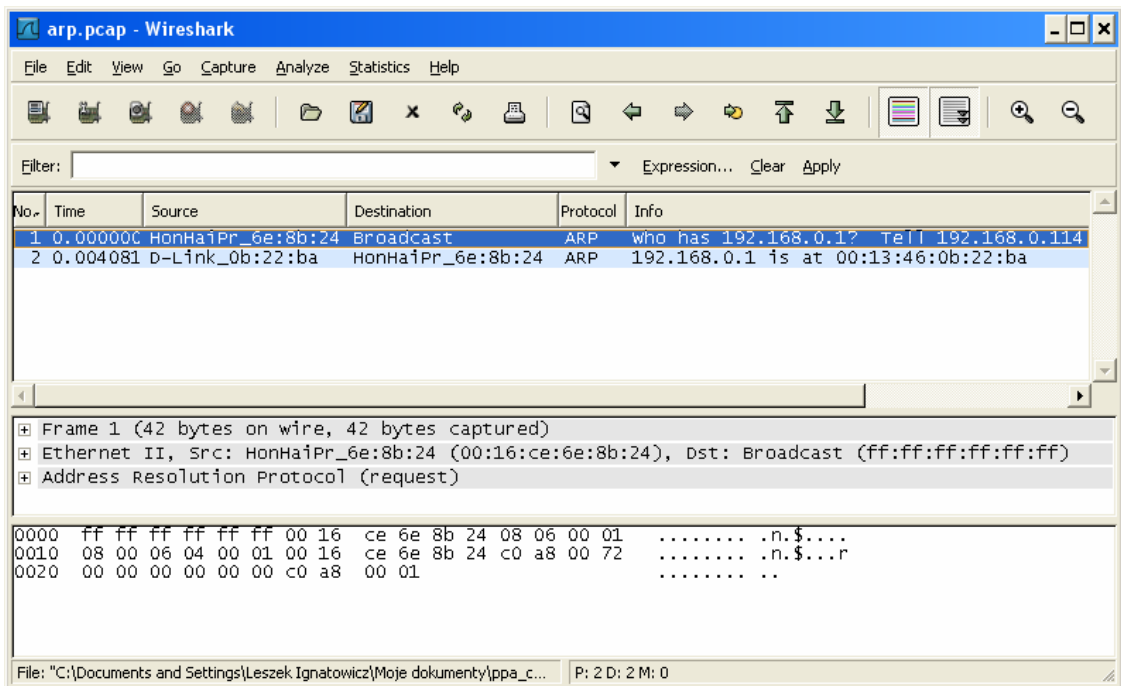 arp.pcap - Wireshark
File Edit View Go Capture Analyze Statistics Help
Filter: Expression... Clear Apply
No. Time Source Destination Protocol Info
1 0.000000 HonHaiPr_6e:8b:24 Broadcast ARP Who has 192.168.0.1? Tell 192.168.0.114
2 0.004081 D-Link_0b:22:ba HonHaiPr_6e:8b:24 ARP 192.168.0.1 is at 00:13:46:0b:22:ba
Frame 1 (42 bytes on wire, 42 bytes captured)
Ethernet II, Src: HonHaiPr_6e:8b:24 (00:16:ce:6e:8b:24), Dst: Broadcast (ff:ff:ff:ff:ff:ff)
Address Resolution Protocol (request)
0000 ff ff ff ff ff ff 00 16 ce 6e 8b 24 08 06 00 01 ........ .n.$....
0010 08 00 06 04 00 01 00 16 ce 6e 8b 24 c0 a8 00 72 ........ .n.$...r
0020 00 00 00 00 00 00 c0 a8 00 01 ........ ..
File: "C:\Documents and Settings\Leszek Ignatowicz\Moje dokumenty\ppa_c... P: 2 D: 2 M: 0